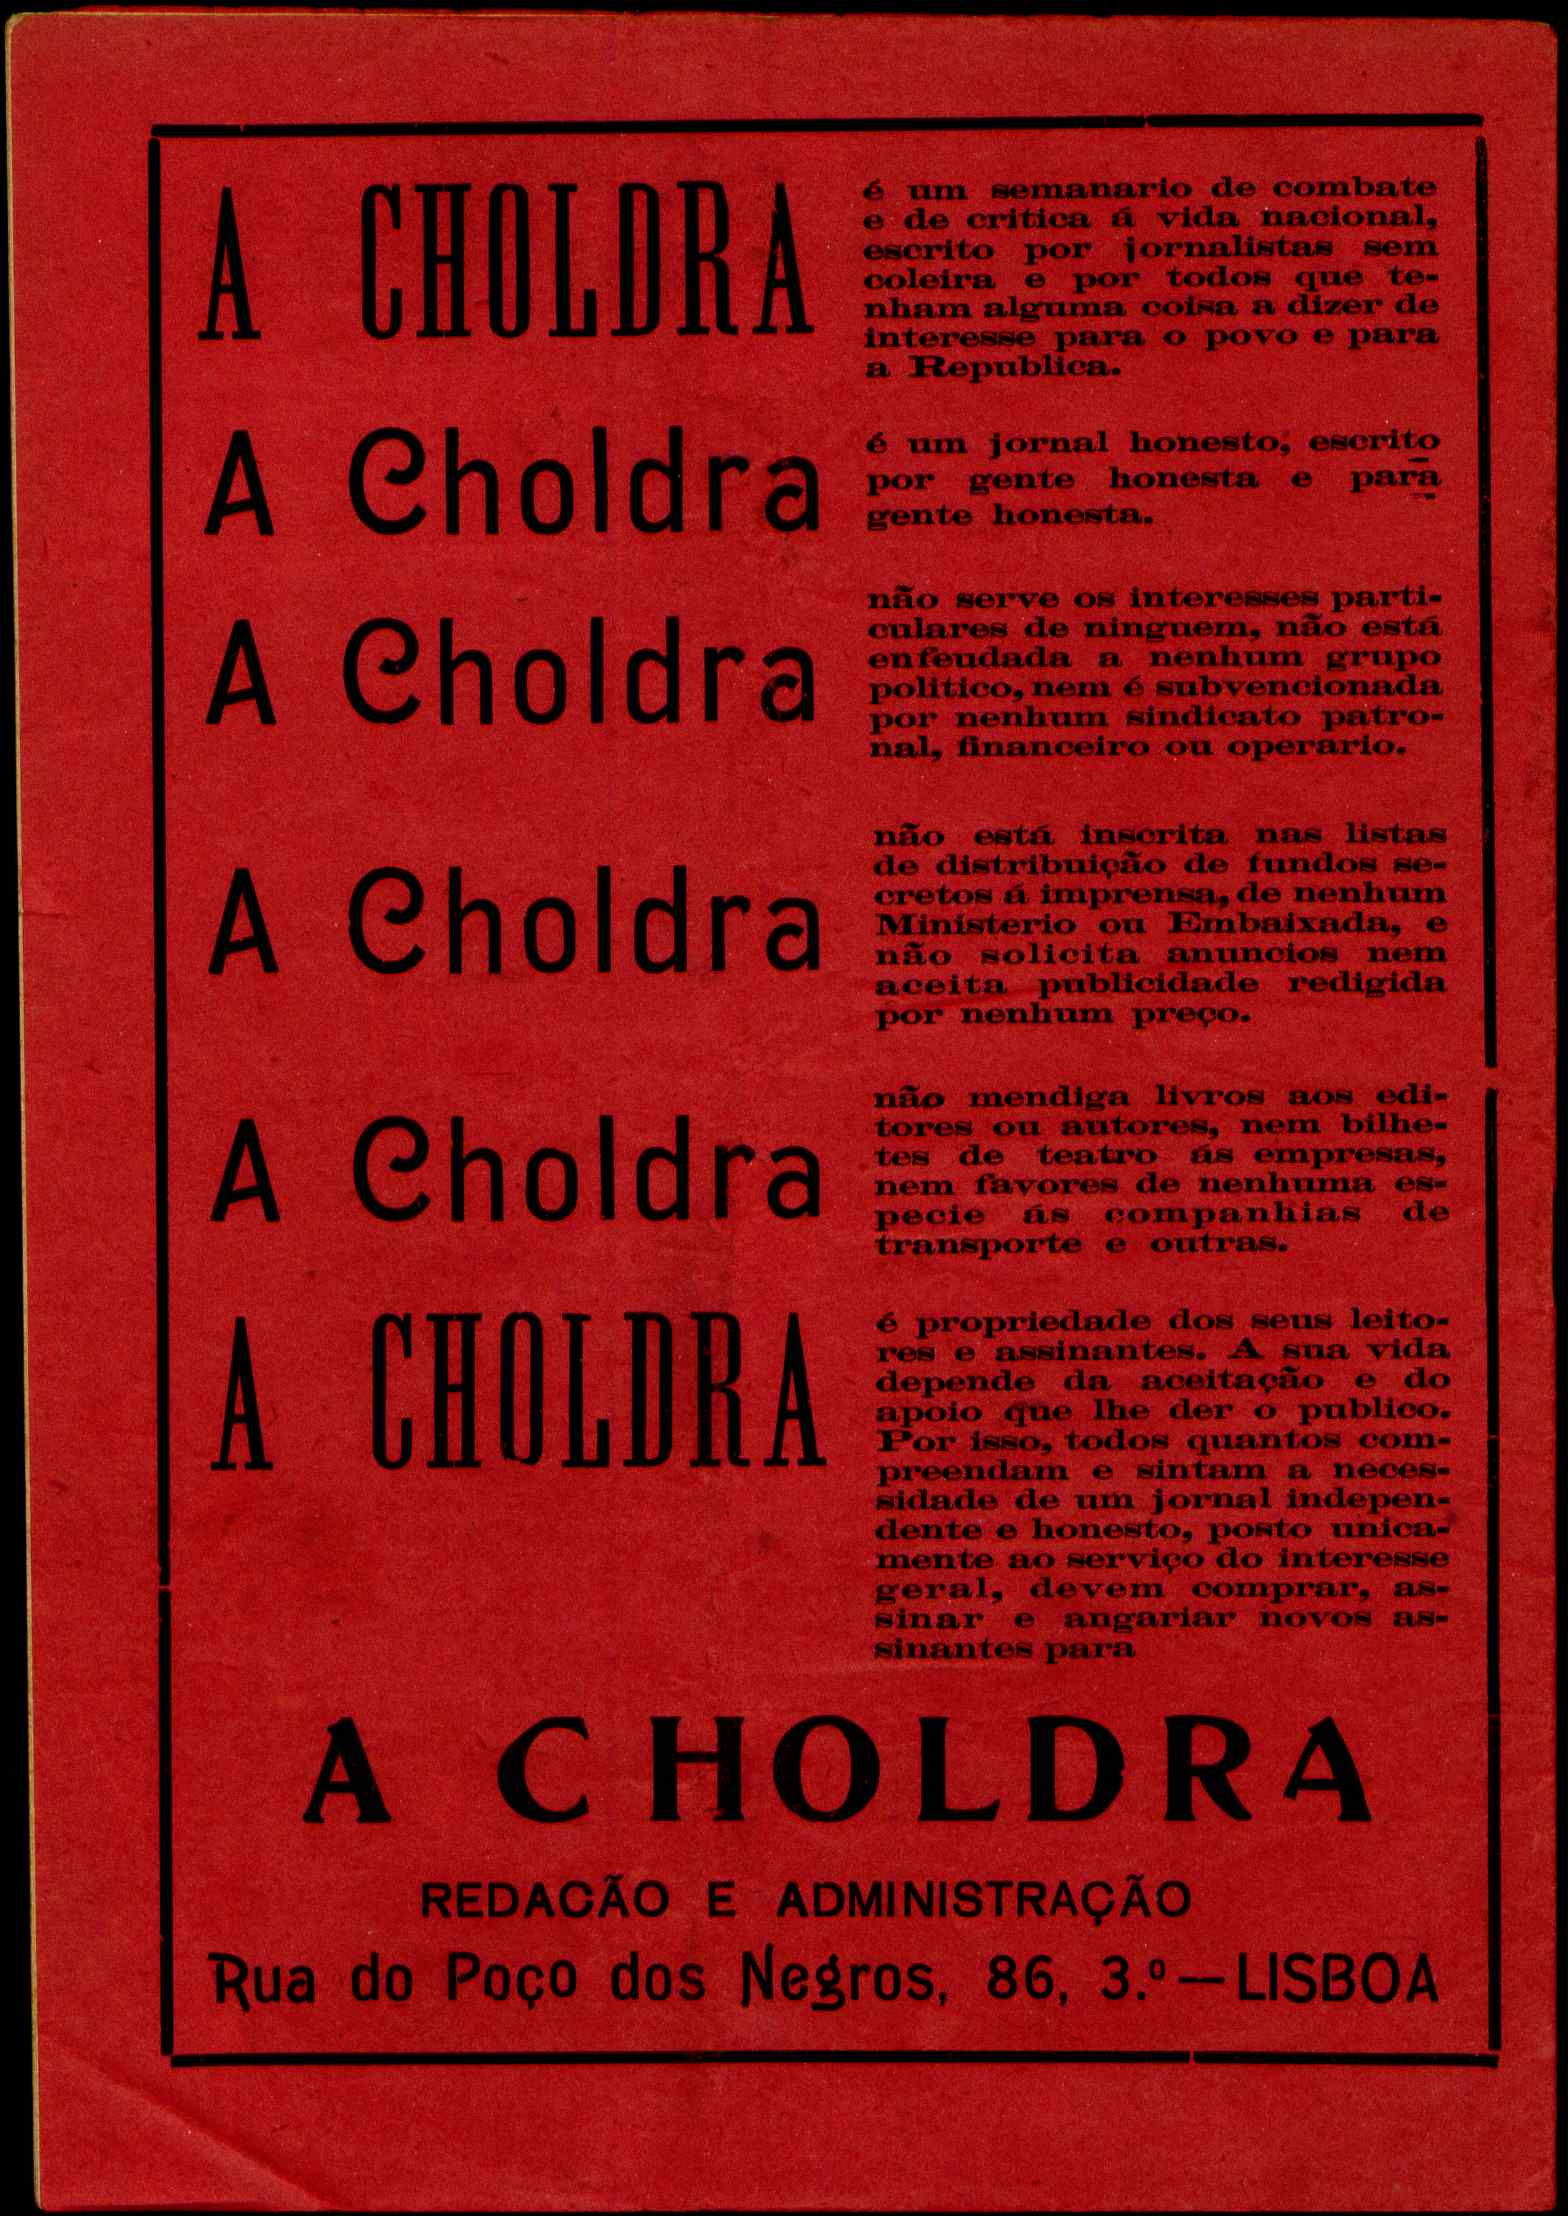 A CHOLDRA
é um semanario de combate
e de critica á vida nacional,
escrito por jornalistas sem
coleira e por todos que te-
nham alguma coisa a dizer de
interesse para o povo e para
a Republica.
A Choldra
é um jornal honesto, escrito
por gente honesta e para
gente honesta.
A Choldra
não serve os interesses parti-
culares de ninguem, não está
enfeudada a nenhum grupo
politico, nem é subvencionada
por nenhum sindicato patro-
nal, financeiro ou operario.
A Choldra
não está inscrita nas listas
de distribuição de fundos se-
cretos á imprensa, de nenhum
Ministerio ou Embaixada, e
não solicita anuncios nem
aceita publicidade redigida
por nenhum preço.
A Choldra
não mendiga livros aos edi-
tores ou autores, nem bilhe-
tes de teatro ás empresas,
nem favores de nenhuma es-
pecie ás companhias de
transporte e outras.
A CHOLDRA
é propriedade dos seus leito-
res e assinantes. A sua vida
depende da aceitação e do
apoio que lhe der o publico.
Por isso, todos quantos com-
preendam e sintam a neces-
sidade de um jornal indepen-
dente e honesto, posto unica-
mente ao serviço do interesse
geral, devem comprar, as-
sinar e angariar novos as-
sinantes para
A CHOLDRA
REDACÃO E ADMINISTRAÇÃO
Rua do Poço dos Negros, 86, 3.º — LISBOA